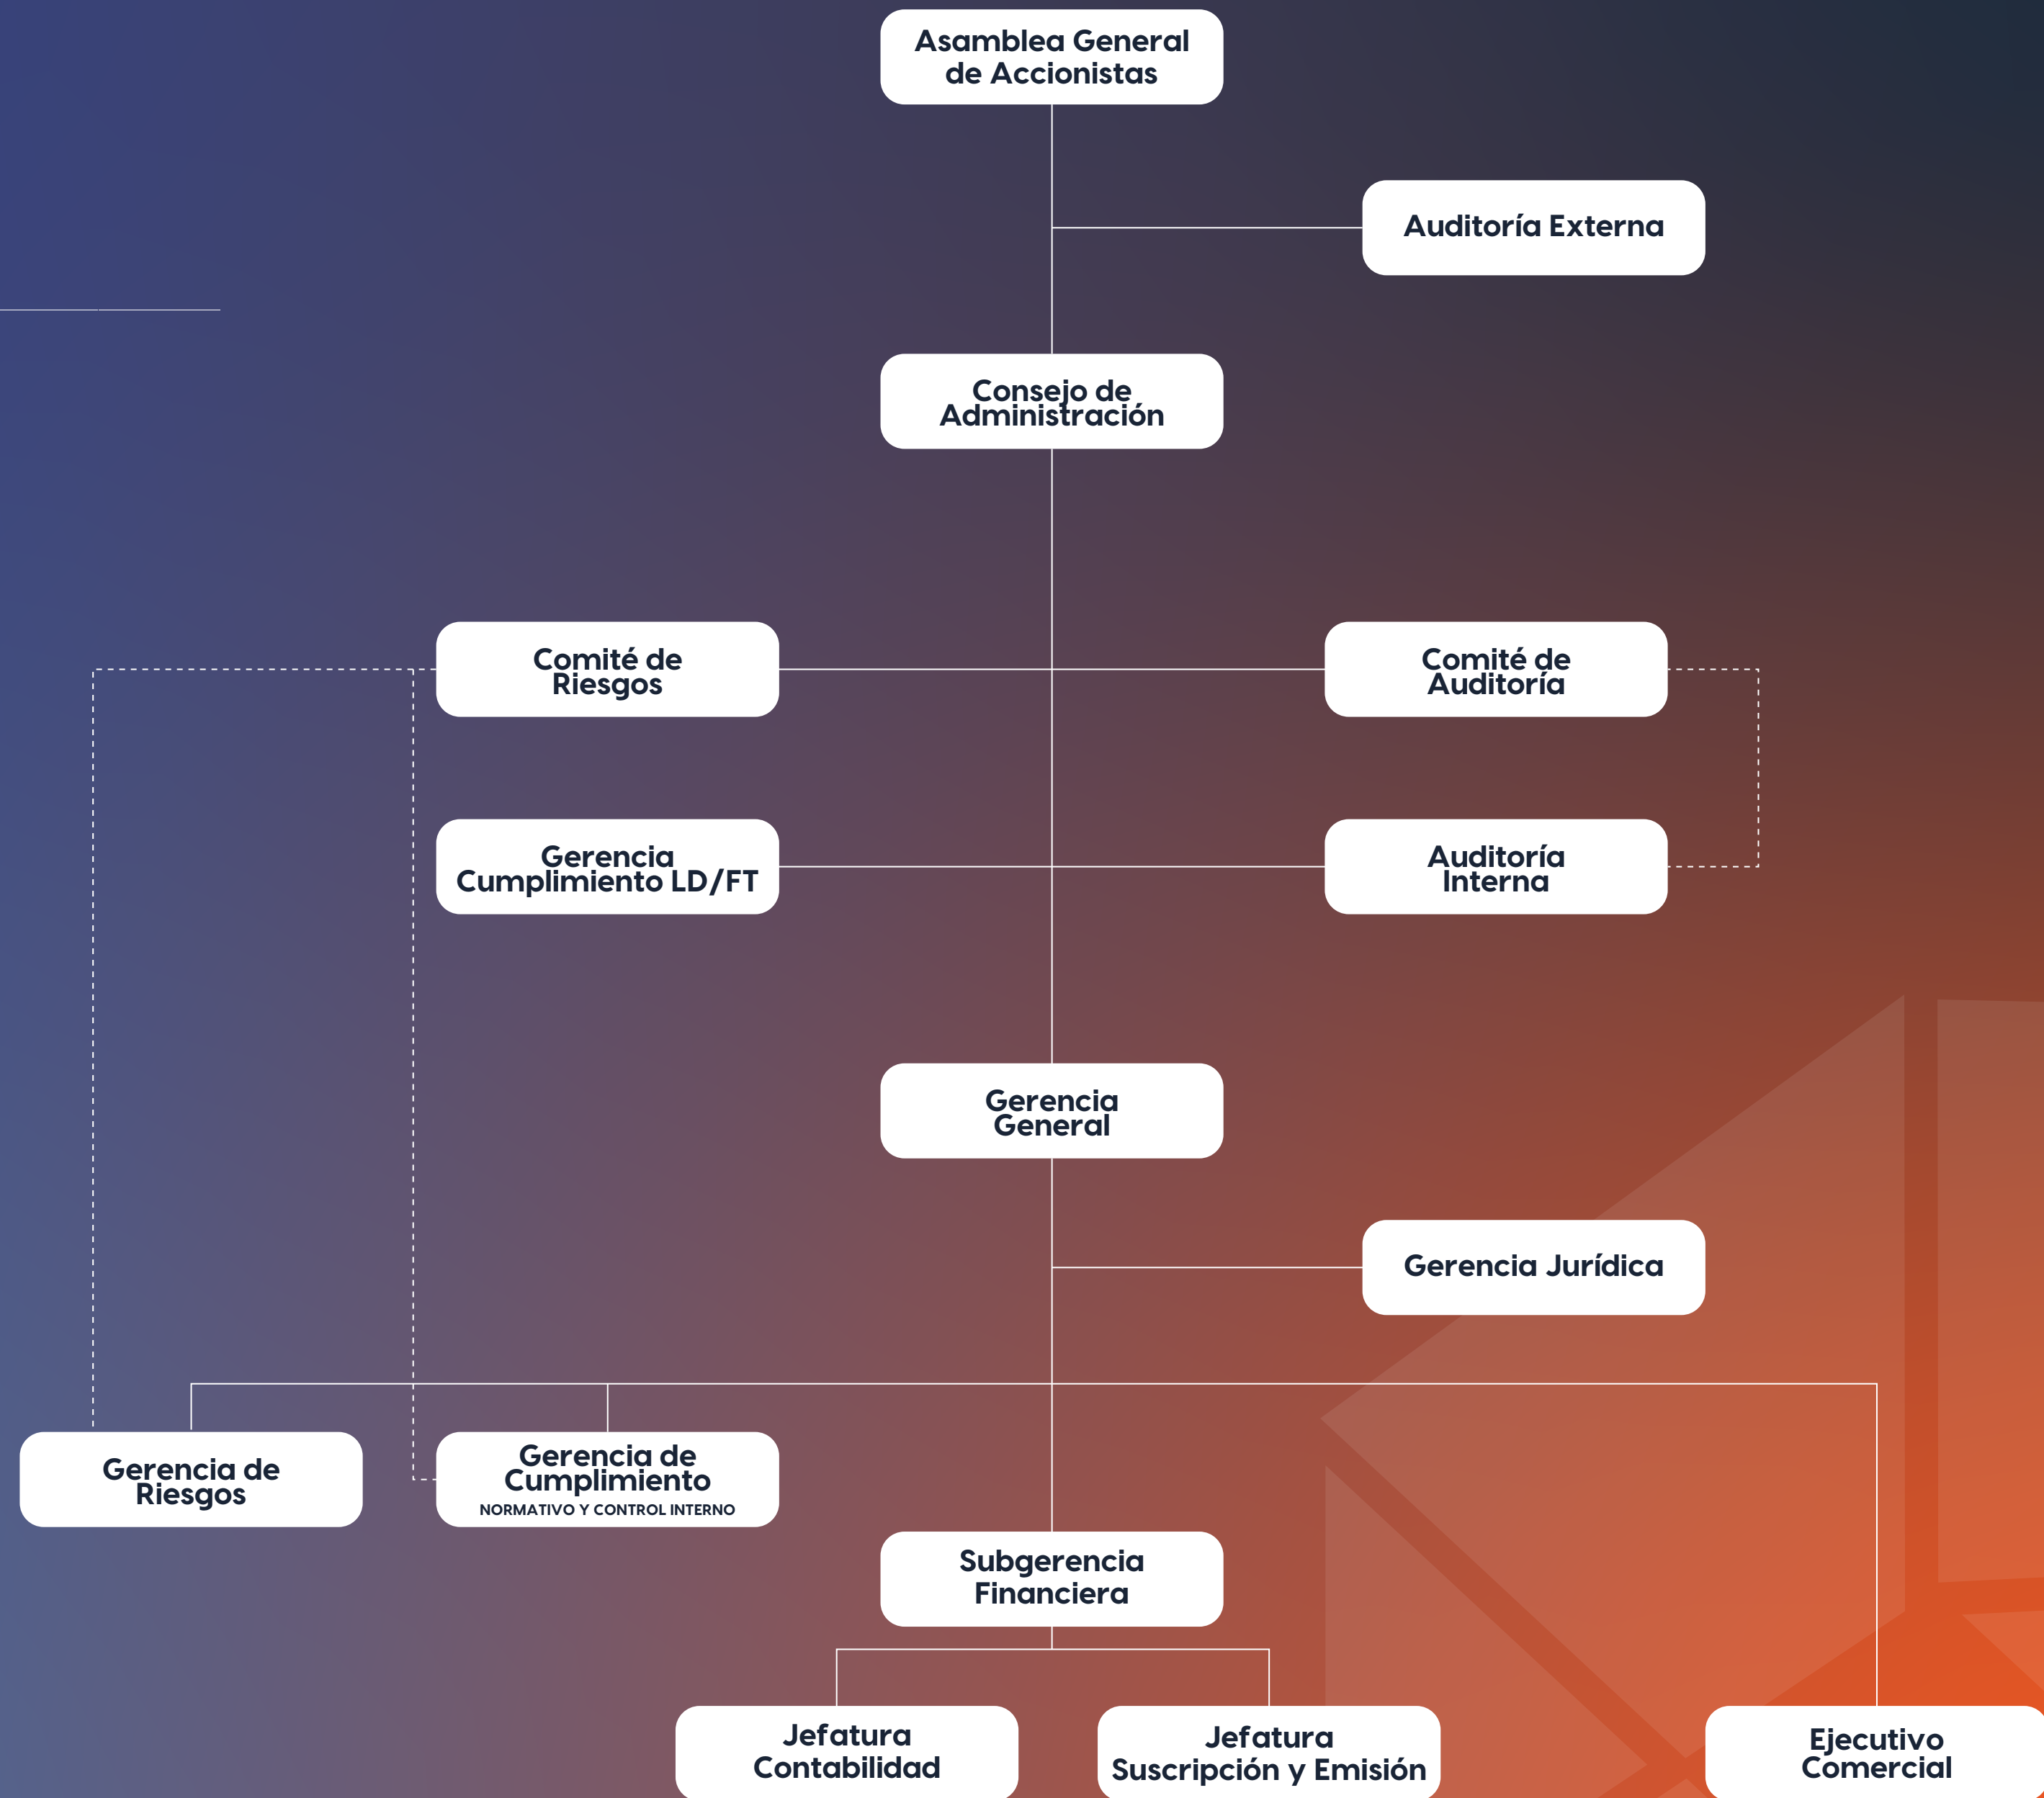 Asamblea General
de Accionistas
Auditoría Externa
Consejo de
Administración
Comité de
Riesgos
Comité de
Auditoría
Gerencia
Cumplimiento LD/FT
Auditoría
Interna
Gerencia
General
Gerencia Jurídica
Gerencia de
Riesgos
Gerencia de
Cumplimiento
NORMATIVO Y CONTROL INTERNO
Subgerencia
Financiera
Jefatura
Contabilidad
Jefatura
Suscripción y Emisión
Ejecutivo
Comercial